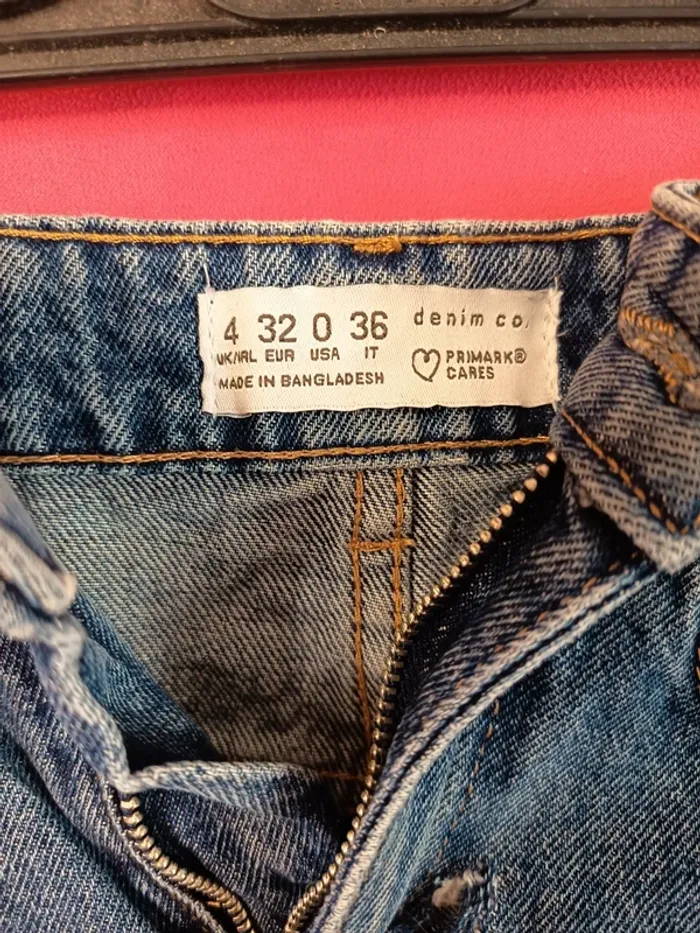 4 32 0 36
UK/IRL EUR USA IT
MADE IN BANGLADESH
denim co.
PRIMARK®
CARES